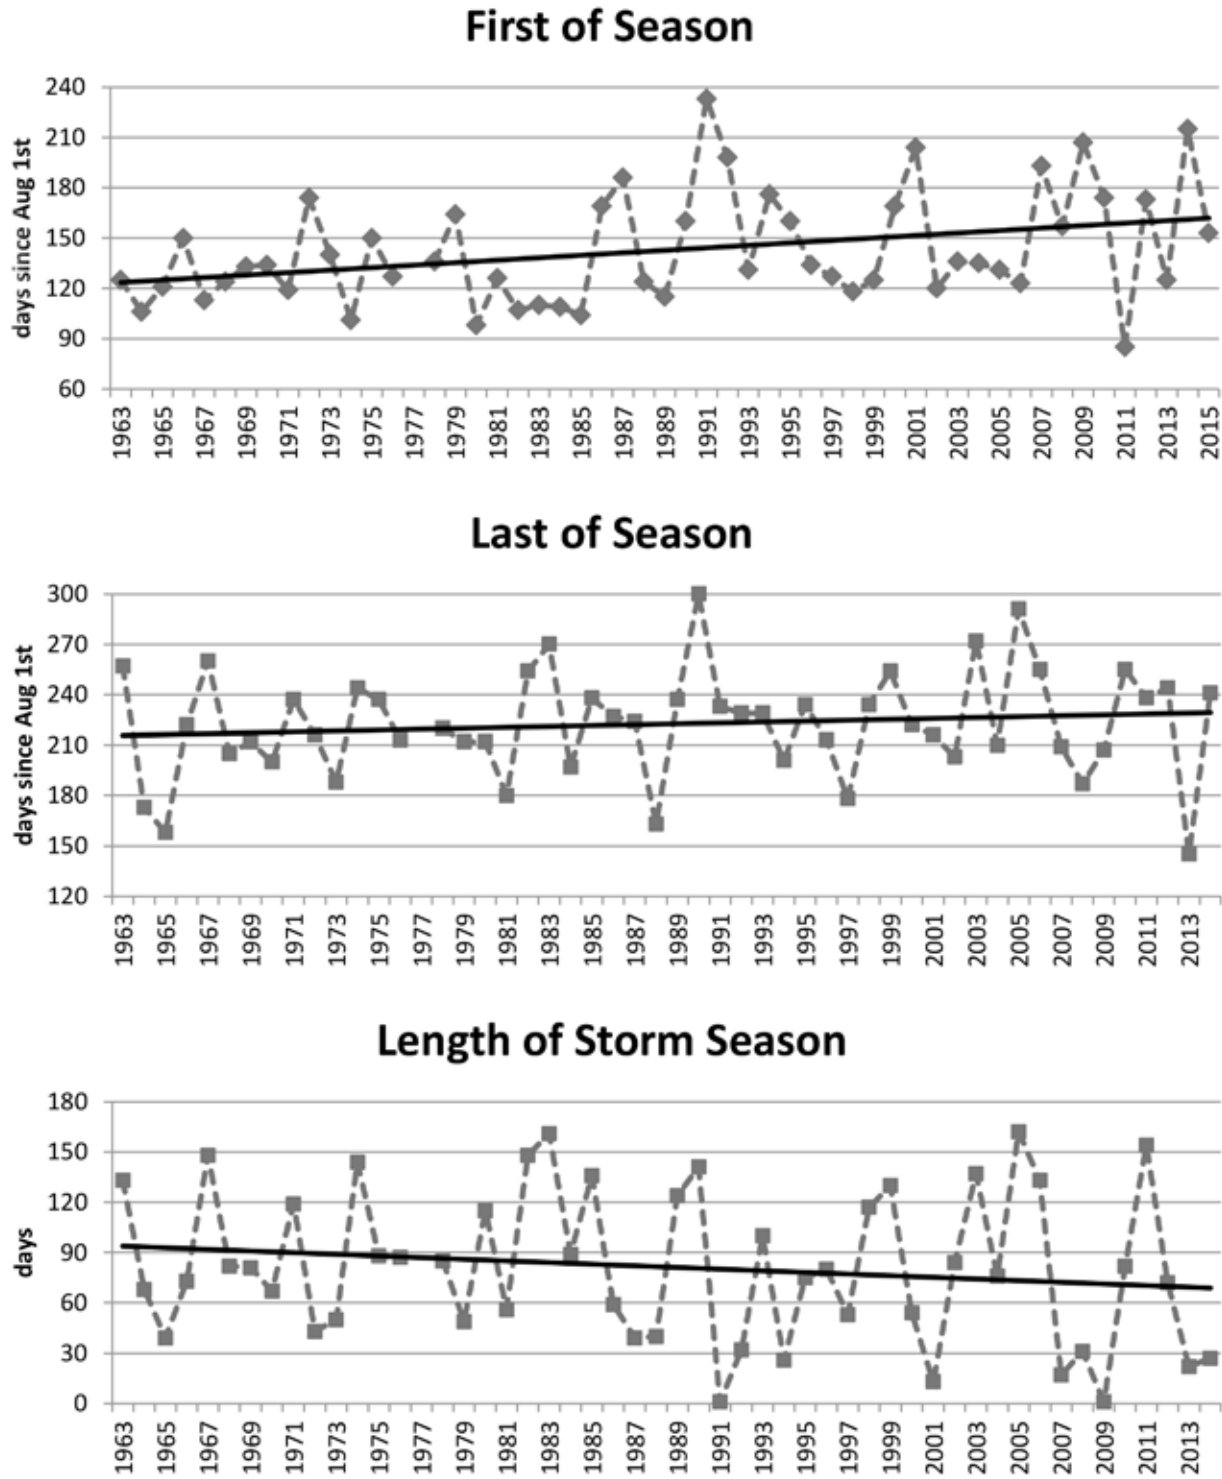 First of Season
days since Aug 1st
240
210
180
150
120
90
60
1963 1965 1967 1969 1971 1973 1975 1977 1979 1981 1983 1985 1987 1989 1991 1993 1995 1997 1999 2001 2003 2005 2007 2009 2011 2013 2015
Last of Season
days since Aug 1st
300
270
240
210
180
150
120
1963 1965 1967 1969 1971 1973 1975 1977 1979 1981 1983 1985 1987 1989 1991 1993 1995 1997 1999 2001 2003 2005 2007 2009 2011 2013
Length of Storm Season
days
180
150
120
90
60
30
0
1963 1965 1967 1969 1971 1973 1975 1977 1979 1981 1983 1985 1987 1989 1991 1993 1995 1997 1999 2001 2003 2005 2007 2009 2011 2013